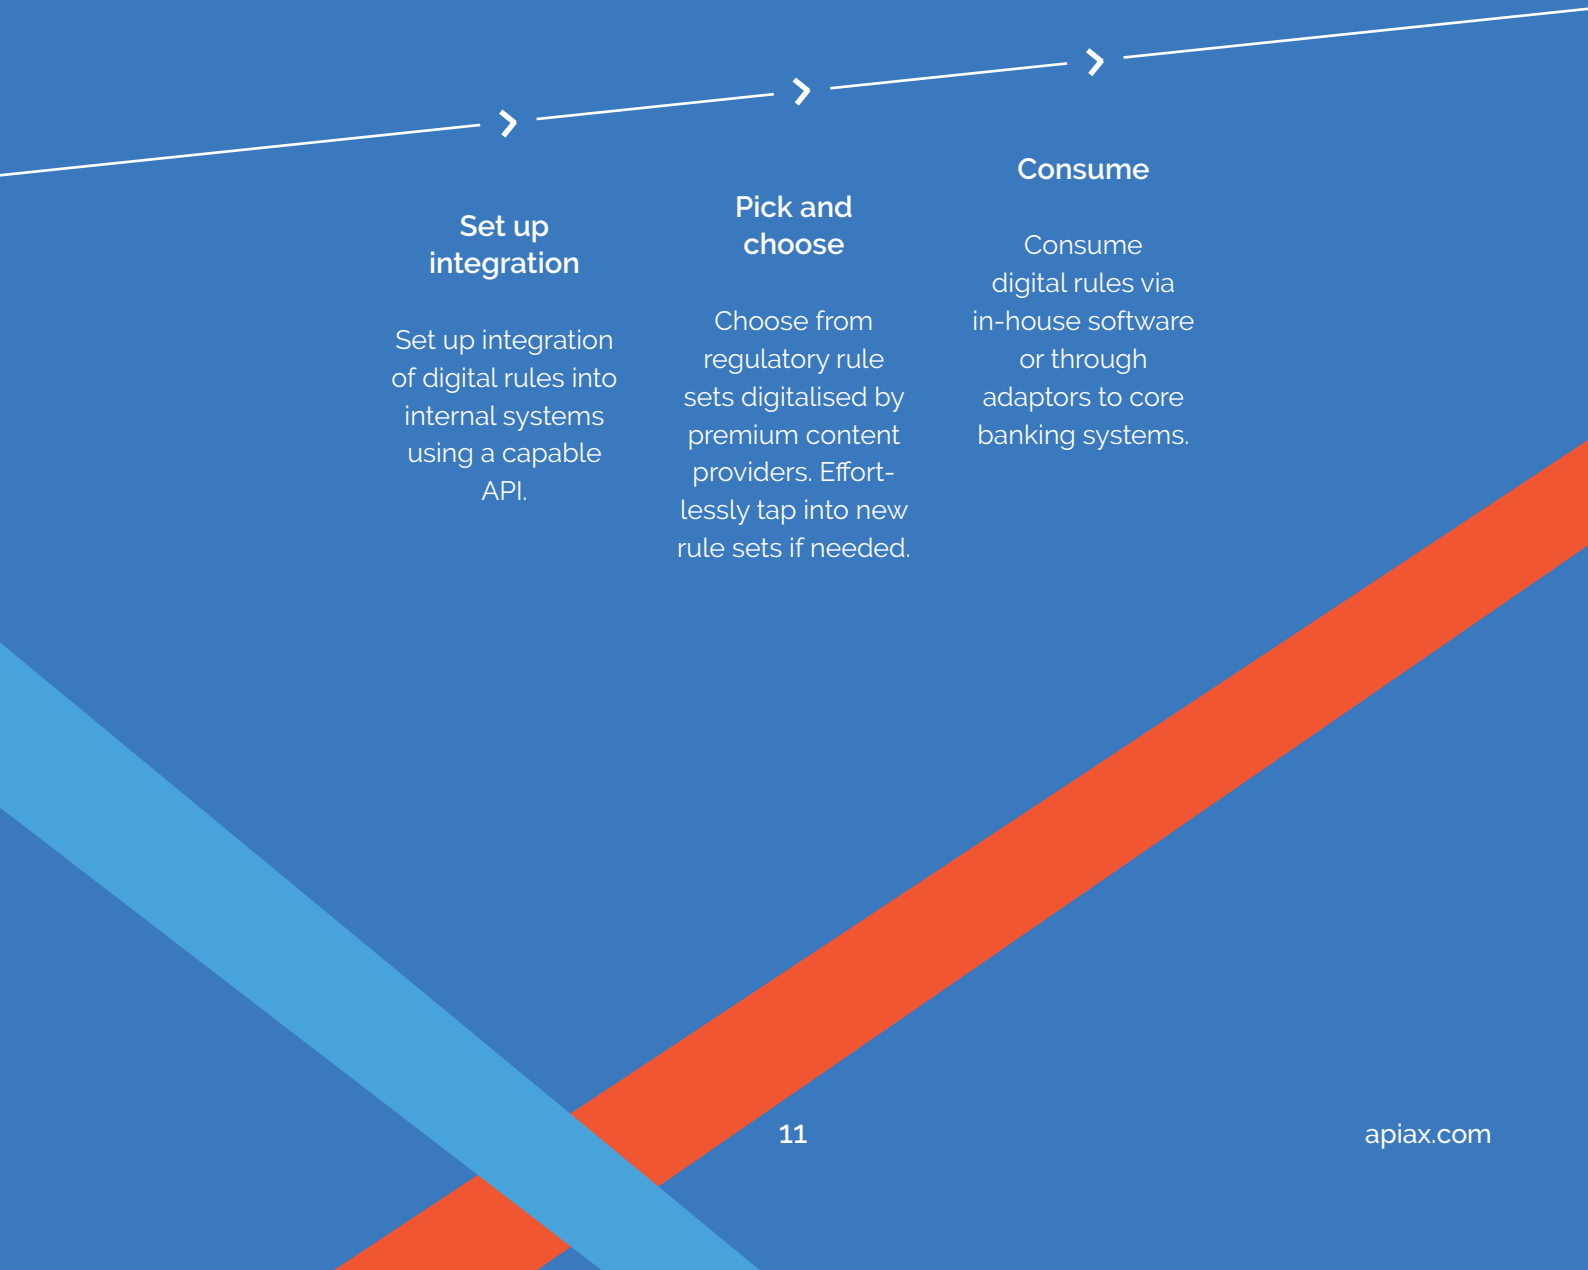 Set up
integration
Set up integration
of digital rules into
internal systems
using a capable
API.
Pick and
choose
Choose from
regulatory rule
sets digitalised by
premium content
providers. Effort-
lessly tap into new
rule sets if needed.
Consume
Consume
digital rules via
in-house software
or through
adaptors to core
banking systems.
11
apiax.com